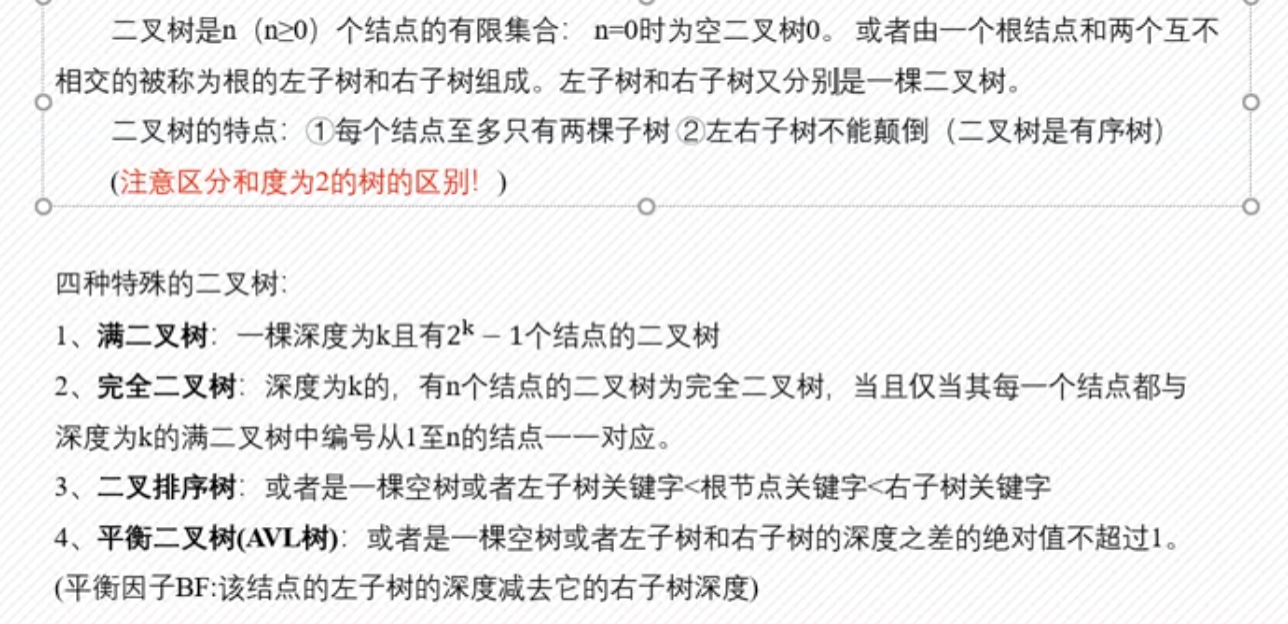 二叉树是n（n≥0）个结点的有限集合： n=0时为空二叉树0。 或者由一个根结点和两个互不
相交的被称为根的左子树和右子树组成。左子树和右子树又分别是一棵二叉树。
二叉树的特点：①每个结点至多只有两棵子树 ②左右子树不能颠倒（二叉树是有序树）
(注意区分和度为2的树的区别！)
四种特殊的二叉树：
1、满二叉树：一棵深度为k且有2^k − 1个结点的二叉树
2、完全二叉树：深度为k的，有n个结点的二叉树为完全二叉树，当且仅当其每一个结点都与
深度为k的满二叉树中编号从1至n的结点一一对应。
3、二叉排序树：或者是一棵空树或者左子树关键字<根节点关键字<右子树关键字
4、平衡二叉树(AVL树)：或者是一棵空树或者左子树和右子树的深度之差的绝对值不超过1。
(平衡因子BF:该结点的左子树的深度减去它的右子树深度)